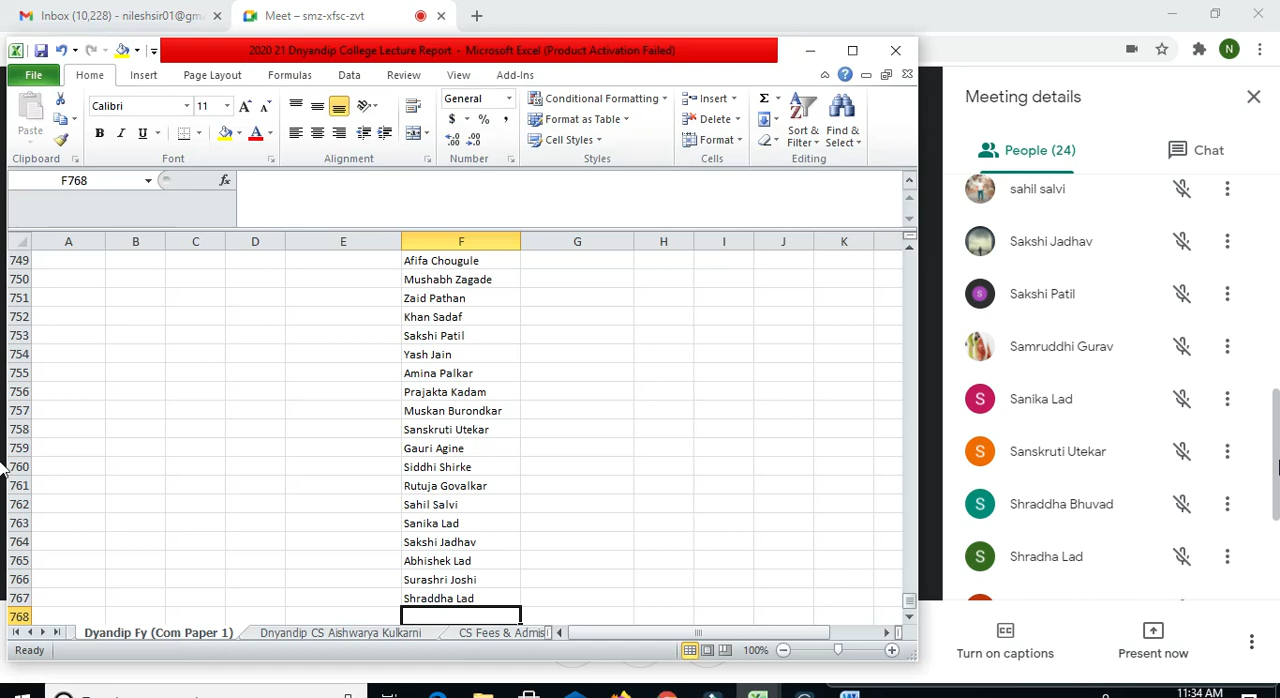 Inbox (10,228) - nileshsir01@gm
Meet – smz-xfsc-zvt
2020 21 Dnyandip College Lecture Report - Microsoft Excel (Product Activation Failed)
N
File Home Insert Page Layout Formulas Data Review View Add-Ins
Paste
Clipboard
Calibri 11
B I U
Font
Alignment
General
$ % ,
Number
Conditional Formatting
Format as Table
Cell Styles
Styles
Insert
Delete
Format
Cells
Sort & Filter
Find & Select
Editing
F768
fx
A B C D E F G H I J K
749 Afifa Chougule
750 Mushabh Zagade
751 Zaid Pathan
752 Khan Sadaf
753 Sakshi Patil
754 Yash Jain
755 Amina Palkar
756 Prajakta Kadam
757 Muskan Burondkar
758 Sanskruti Utekar
759 Gauri Agine
760 Siddhi Shirke
761 Rutuja Govalkar
762 Sahil Salvi
763 Sanika Lad
764 Sakshi Jadhav
765 Abhishek Lad
766 Surashri Joshi
767 Shraddha Lad
768
Dyandip Fy (Com Paper 1) Dnyandip CS Aishwarya Kulkarni CS Fees & Admis
Ready
100%
Meeting details
People (24)
Chat
sahil salvi
Sakshi Jadhav
S Sakshi Patil
Samruddhi Gurav
S Sanika Lad
S Sanskruti Utekar
S Shraddha Bhuvad
S Shradha Lad
Turn on captions
Present now
11:34 AM